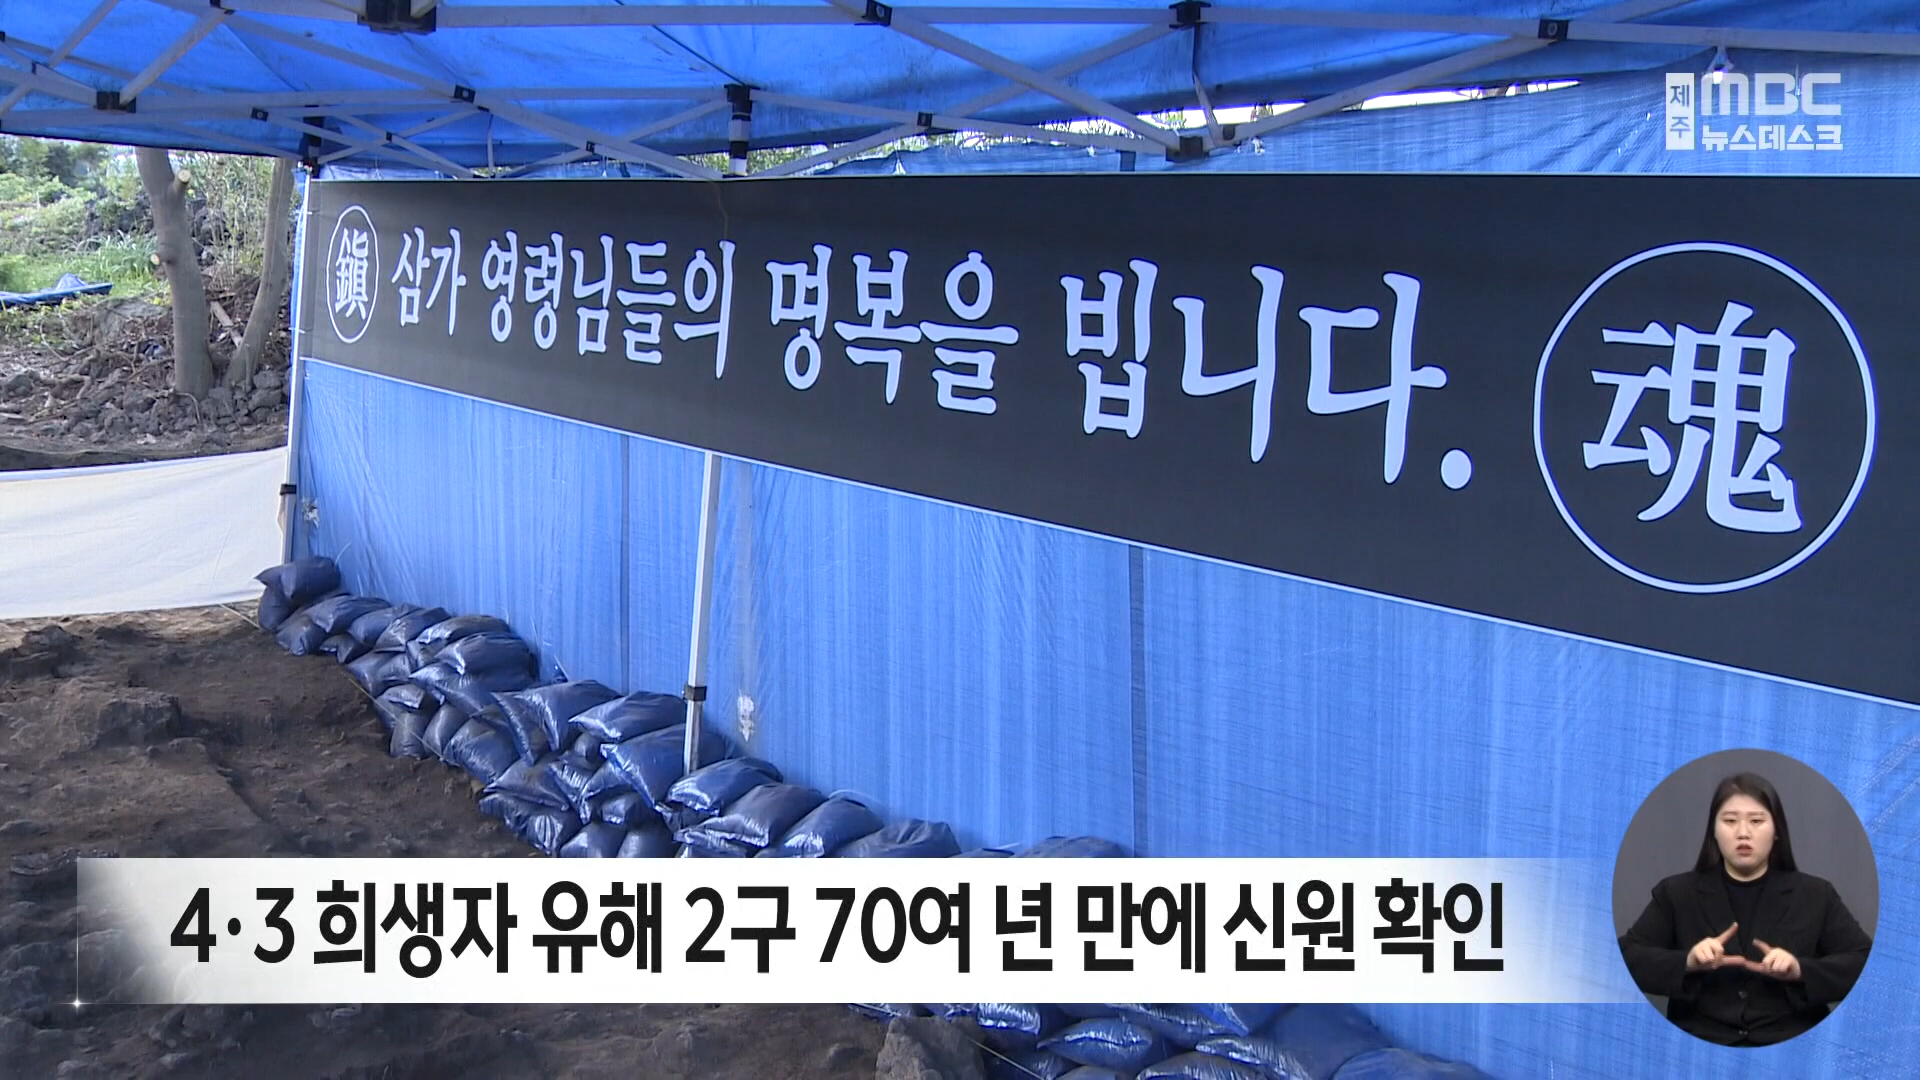 제주 MBC
뉴스데스크
鎭 삼가 영령님들의 명복을 빕니다. 魂
4·3 희생자 유해 2구 70여 년 만에 신원 확인